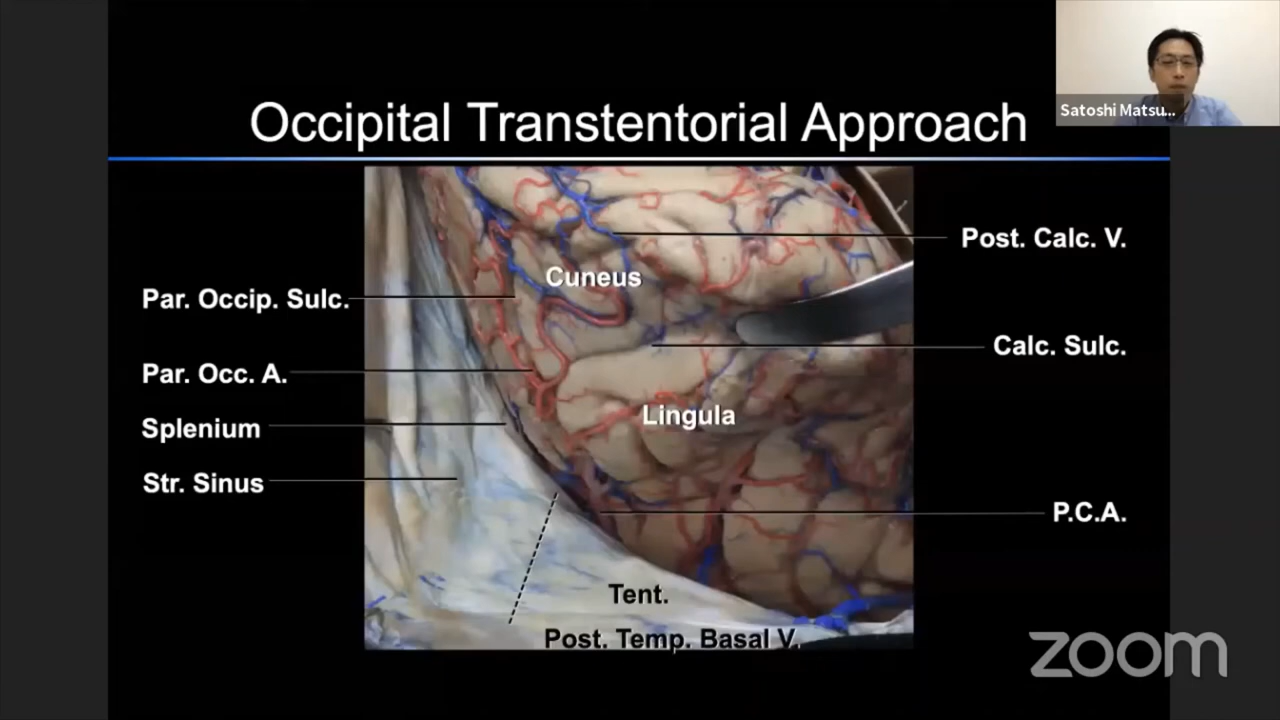 Satoshi Matsu...
Occipital Transtentorial Approach
Post. Calc. V.
Cuneus
Par. Occip. Sulc.
Calc. Sulc.
Par. Occ. A.
Lingula
Splenium
Str. Sinus
P.C.A.
Tent.
Post. Temp. Basal V.
zoom